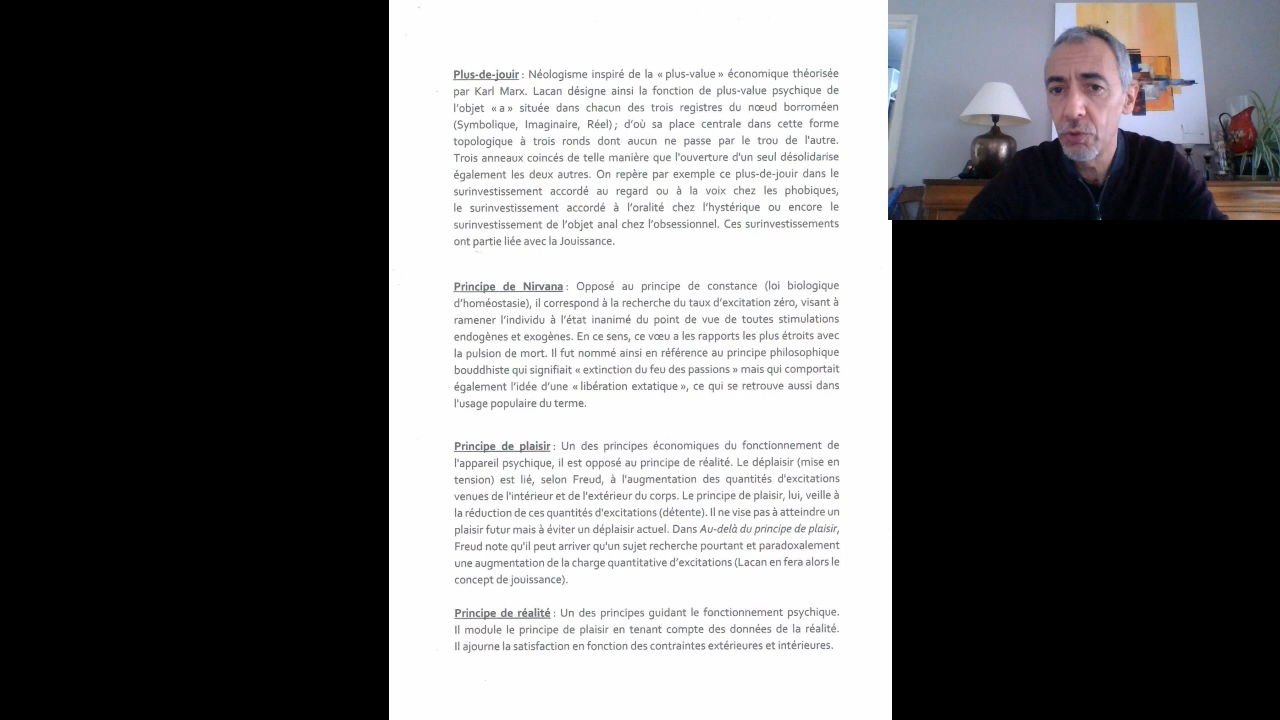 Plus-de-jouir : Néologisme inspiré de la « plus-value » économique théorisée
par Karl Marx. Lacan désigne ainsi la fonction de plus-value psychique de
l'objet « a » située dans chacun des trois registres du nœud borroméen
(Symbolique, Imaginaire, Réel) ; d'où sa place centrale dans cette forme
topologique à trois ronds dont aucun ne passe par le trou de l'autre.
Trois anneaux coincés de telle manière que l'ouverture d'un seul désolidarise
également les deux autres. On repère par exemple ce plus-de-jouir dans le
surinvestissement accordé au regard ou à la voix chez les phobiques,
le surinvestissement accordé à l'oralité chez l'hystérique ou encore le
surinvestissement de l'objet anal chez l'obsessionnel. Ces surinvestissements
ont partie liée avec la Jouissance.
Principe de Nirvana : Opposé au principe de constance (loi biologique
d'homéostasie), il correspond à la recherche du taux d'excitation zéro, visant à
ramener l'individu à l'état inanimé du point de vue de toutes stimulations
endogènes et exogènes. En ce sens, ce vœu a les rapports les plus étroits avec
la pulsion de mort. Il fut nommé ainsi en référence au principe philosophique
bouddhiste qui signifiait « extinction du feu des passions » mais qui comportait
également l'idée d'une « libération extatique », ce qui se retrouve aussi dans
l'usage populaire du terme.
Principe de plaisir : Un des principes économiques du fonctionnement de
l'appareil psychique, il est opposé au principe de réalité. Le déplaisir (mise en
tension) est lié, selon Freud, à l'augmentation des quantités d'excitations
venues de l'intérieur et de l'extérieur du corps. Le principe de plaisir, lui, veille à
la réduction de ces quantités d'excitations (détente). Il ne vise pas à atteindre un
plaisir futur mais à éviter un déplaisir actuel. Dans Au-delà du principe de plaisir,
Freud note qu'il peut arriver qu'un sujet recherche pourtant et paradoxalement
une augmentation de la charge quantitative d'excitations (Lacan en fera alors le
concept de jouissance).
Principe de réalité : Un des principes guidant le fonctionnement psychique.
Il module le principe de plaisir en tenant compte des données de la réalité.
Il ajourne la satisfaction en fonction des contraintes extérieures et intérieures.